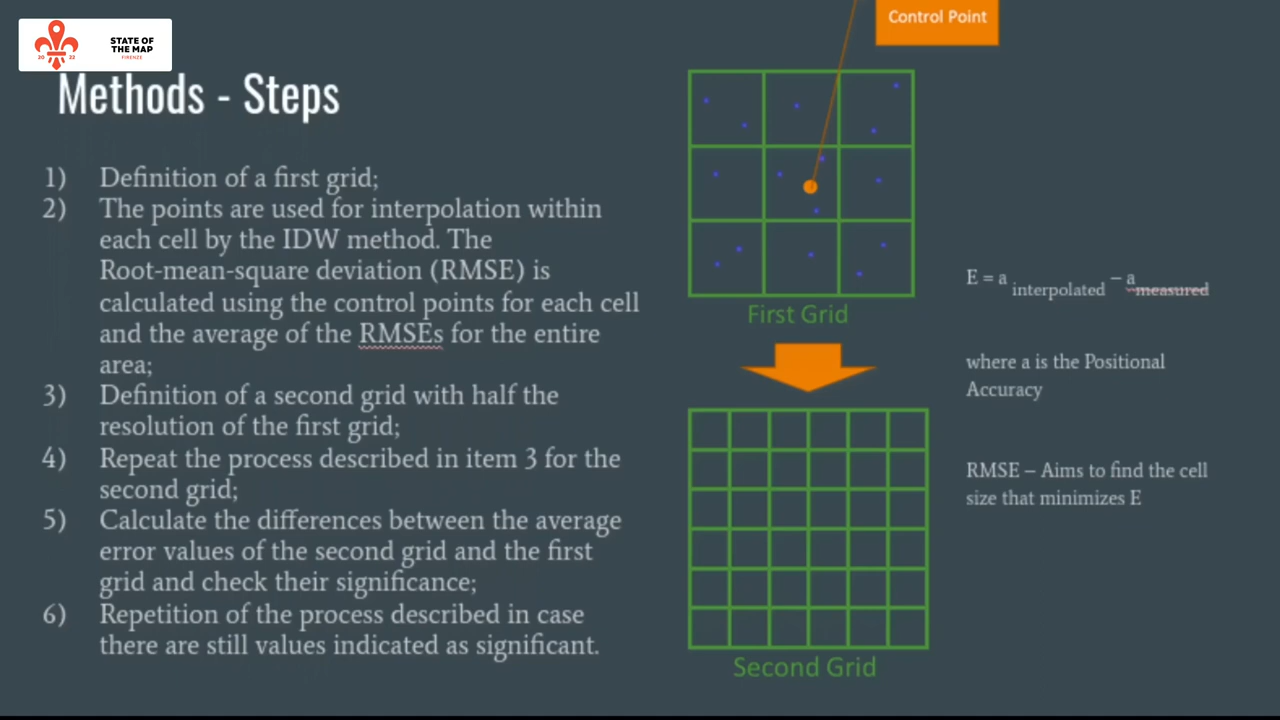 20 22
STATE OF
THE MAP
FIRENZE
Methods - Steps
1) Definition of a first grid;
2) The points are used for interpolation within
each cell by the IDW method. The
Root-mean-square deviation (RMSE) is
calculated using the control points for each cell
and the average of the RMSEs for the entire
area;
3) Definition of a second grid with half the
resolution of the first grid;
4) Repeat the process described in item 3 for the
second grid;
5) Calculate the differences between the average
error values of the second grid and the first
grid and check their significance;
6) Repetition of the process described in case
there are still values indicated as significant.
Control Point
First Grid
Second Grid
E = a interpolated – a measured
where a is the Positional
Accuracy
RMSE – Aims to find the cell
size that minimizes E